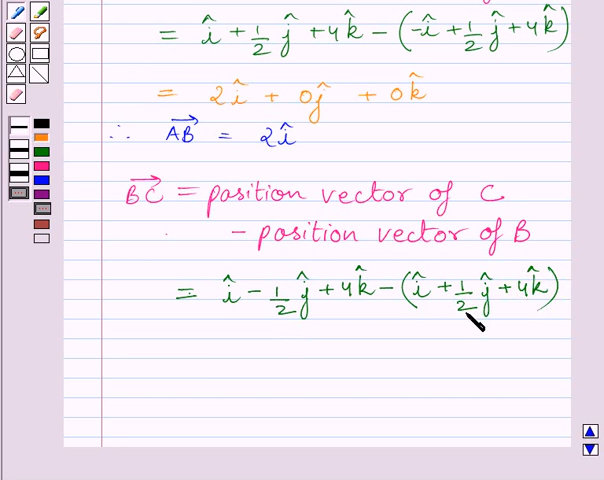 = î + 1/2 ĵ + 4k̂ - (-î + 1/2 ĵ + 4k̂)
= 2î + 0ĵ + 0k̂
∴ AB⃗ = 2î
BC⃗ = position vector of C
- position vector of B
= î - 1/2 ĵ + 4k̂ - (î + 1/2 ĵ + 4k̂)